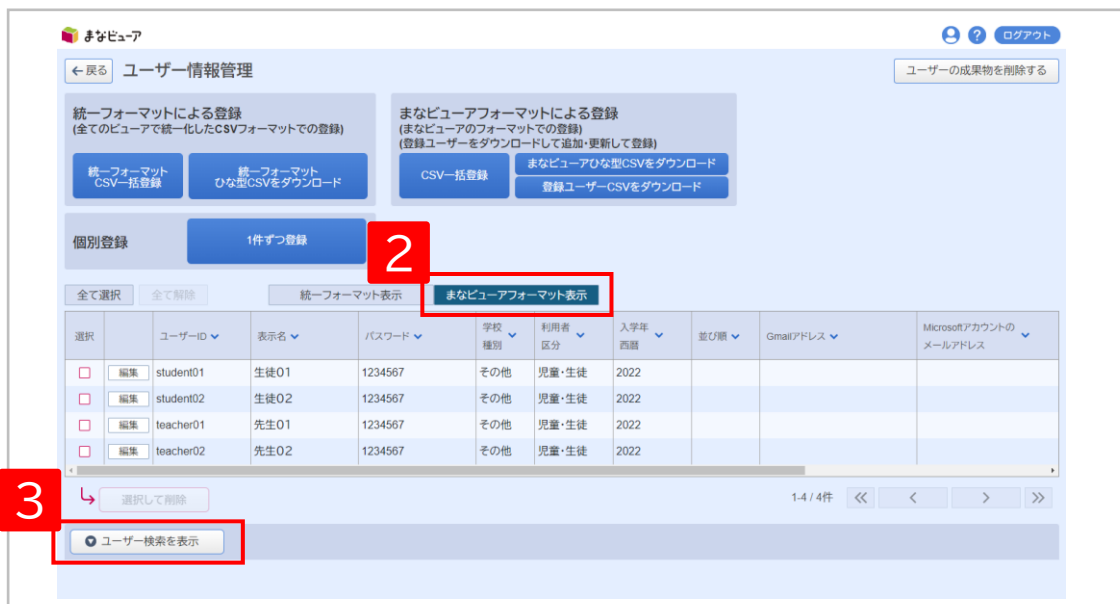 まなビューア
? ログアウト
←戻る ユーザー情報管理 ユーザーの成果物を削除する
統一フォーマットによる登録
(全てのビューアで統一化したCSVフォーマットでの登録)
統一フォーマット
CSV一括登録
統一フォーマット
ひな型CSVをダウンロード
まなビューアフォーマットによる登録
(まなビューアのフォーマットでの登録)
(登録ユーザーをダウンロードして追加・更新して登録)
CSV一括登録
まなビューアひな型CSVをダウンロード
登録ユーザーCSVをダウンロード
個別登録 1件ずつ登録
2
全て選択 全て解除 統一フォーマット表示 まなビューアフォーマット表示
選択 ユーザーID 表示名 パスワード 学校種別 利用者区分 入学年西暦 並び順 Gmailアドレス Microsoftアカウントのメールアドレス
編集 student01 生徒01 1234567 その他 児童・生徒 2022
編集 student02 生徒02 1234567 その他 児童・生徒 2022
編集 teacher01 先生01 1234567 その他 児童・生徒 2022
編集 teacher02 先生02 1234567 その他 児童・生徒 2022
3
選択して削除 1-4 / 4件
ユーザー検索を表示